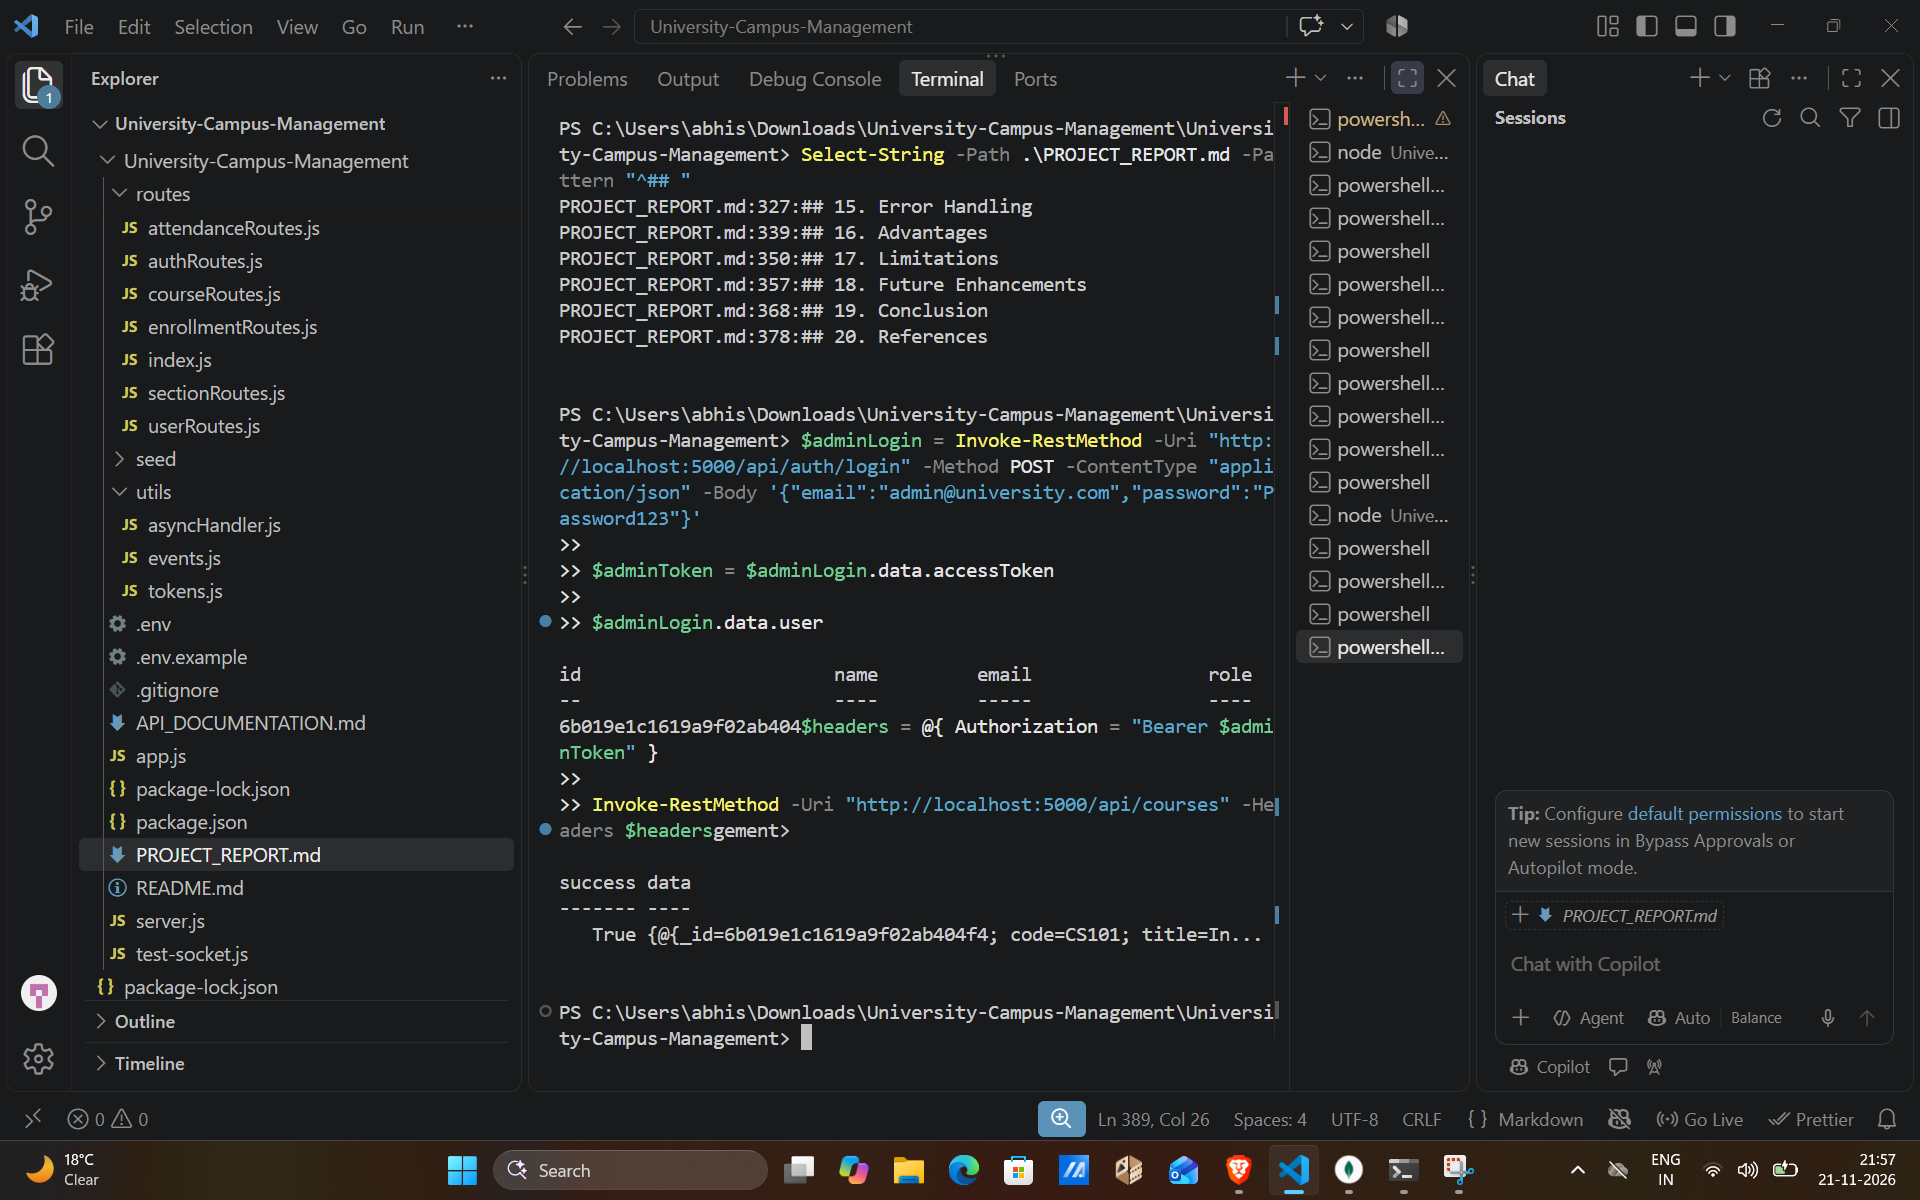 File Edit Selection View Go Run ···
University-Campus-Management
Explorer
1
University-Campus-Management
University-Campus-Management
routes
JS attendanceRoutes.js
JS authRoutes.js
JS courseRoutes.js
JS enrollmentRoutes.js
JS index.js
JS sectionRoutes.js
JS userRoutes.js
seed
utils
JS asyncHandler.js
JS events.js
JS tokens.js
.env
.env.example
.gitignore
API_DOCUMENTATION.md
JS app.js
{} package-lock.json
{} package.json
PROJECT_REPORT.md
README.md
JS server.js
JS test-socket.js
{} package-lock.json
Outline
Timeline
Problems Output Debug Console Terminal Ports
PS C:\Users\abhis\Downloads\University-Campus-Management\Universi
ty-Campus-Management> Select-String -Path .\PROJECT_REPORT.md -Pa
ttern "^## "
PROJECT_REPORT.md:327:## 15. Error Handling
PROJECT_REPORT.md:339:## 16. Advantages
PROJECT_REPORT.md:350:## 17. Limitations
PROJECT_REPORT.md:357:## 18. Future Enhancements
PROJECT_REPORT.md:368:## 19. Conclusion
PROJECT_REPORT.md:378:## 20. References
PS C:\Users\abhis\Downloads\University-Campus-Management\Universi
ty-Campus-Management> $adminLogin = Invoke-RestMethod -Uri "http:
//localhost:5000/api/auth/login" -Method POST -ContentType "appli
cation/json" -Body '{"email":"admin@university.com","password":"P
assword123"}'
>>
>> $adminToken = $adminLogin.data.accessToken
>>
>> $adminLogin.data.user
id name email role
-- ---- ----- ----
6b019e1c1619a9f02ab404$headers = @{ Authorization = "Bearer $admi
nToken" }
>>
>> Invoke-RestMethod -Uri "http://localhost:5000/api/courses" -He
aders $headersgement>
success data
------- ----
True {@{_id=6b019e1c1619a9f02ab404f4; code=CS101; title=In...
PS C:\Users\abhis\Downloads\University-Campus-Management\Universi
ty-Campus-Management>
powersh...
node Unive...
powershell...
powershell...
powershell
powershell...
powershell...
powershell
powershell...
powershell...
powershell...
powershell
node Unive...
powershell
powershell...
powershell
powershell...
Chat
Sessions
Tip: Configure default permissions to start
new sessions in Bypass Approvals or
Autopilot mode.
PROJECT_REPORT.md
Chat with Copilot
Agent Auto Balance
Copilot
0 0
Ln 389, Col 26 Spaces: 4 UTF-8 CRLF {} Markdown Go Live Prettier
18°C
Clear
Search
ENG
IN
21:57
21-11-2026